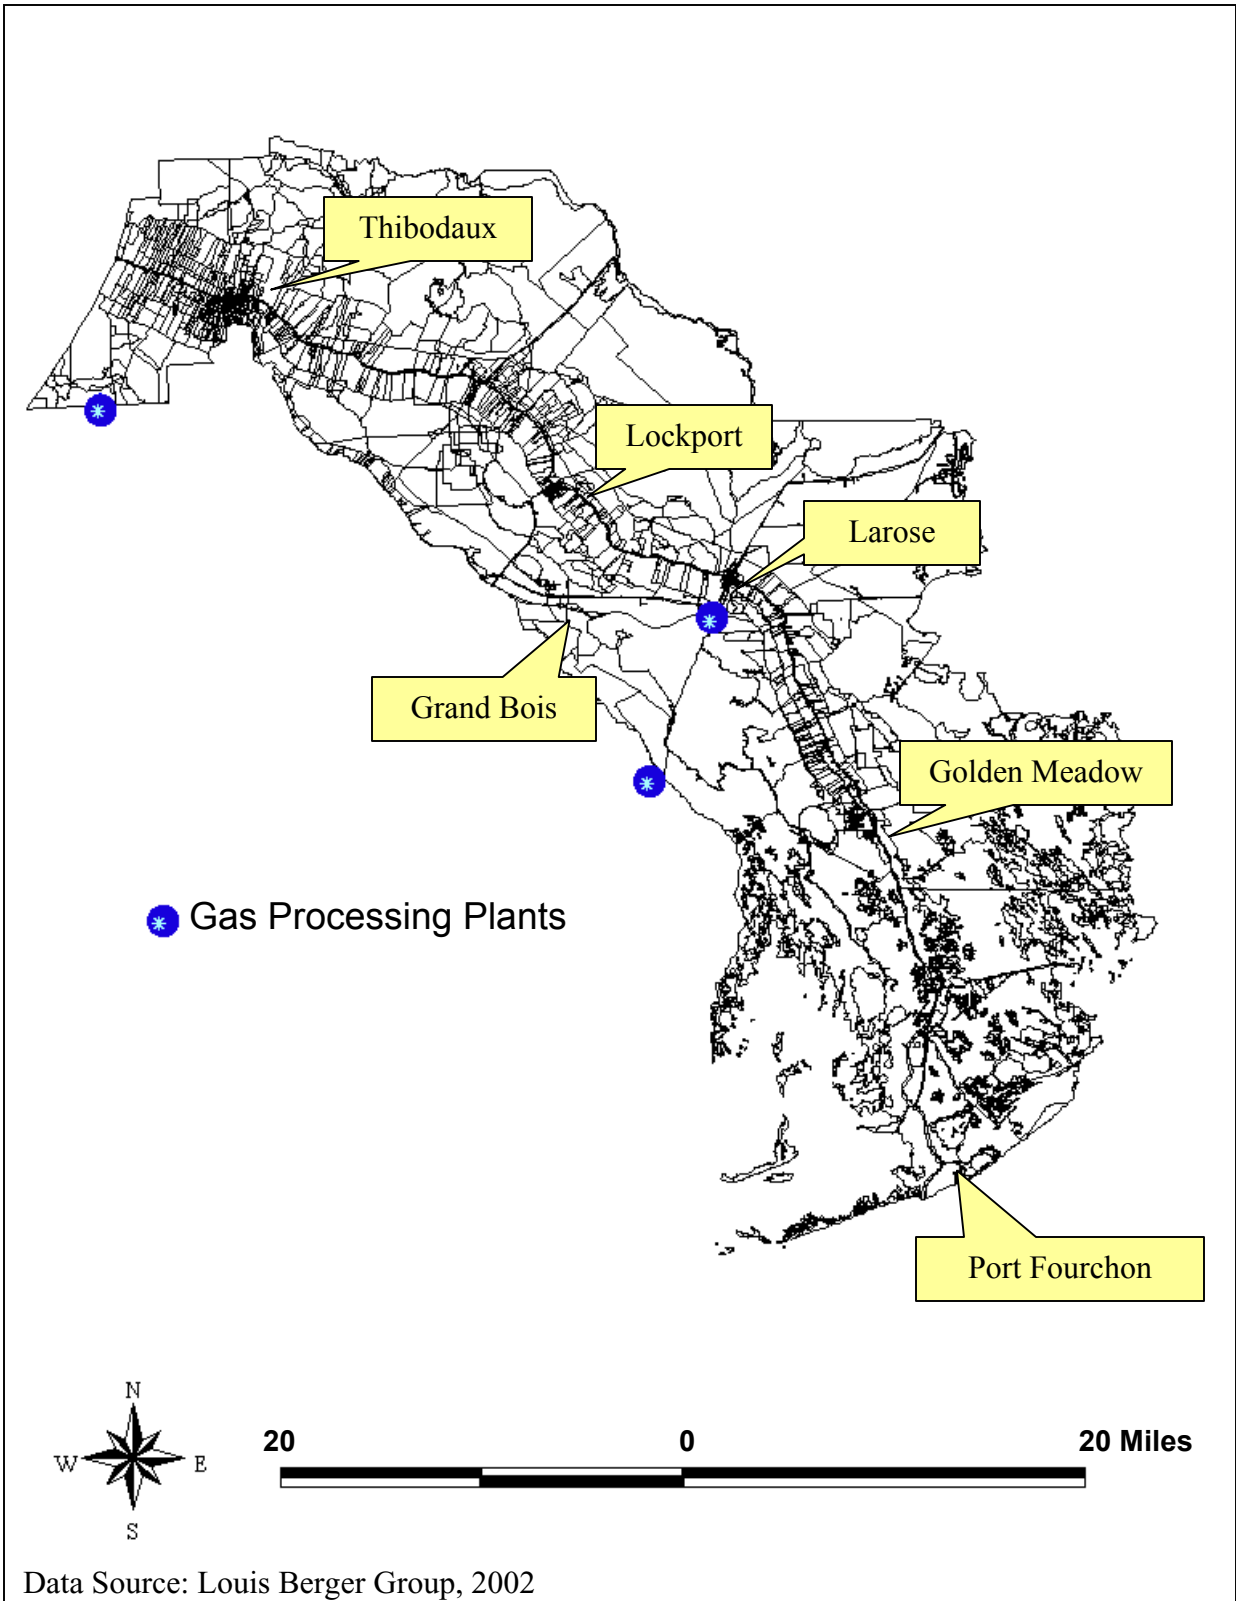 Thibodaux
Lockport
Larose
Grand Bois
Golden Meadow
Gas Processing Plants
Port Fourchon
N
W E
S
20 0 20 Miles
Data Source: Louis Berger Group, 2002